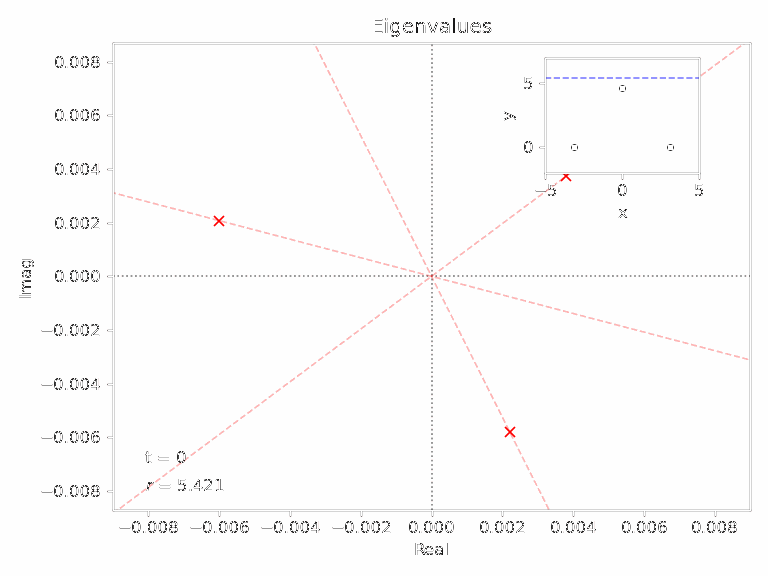 Eigenvalues
0.008
0.006
0.004
0.002
0.000
−0.002
−0.004
−0.006
−0.008
Imag
5
0
y
−5 0 5
x
t = 0
r = 5.421
−0.008 −0.006 −0.004 −0.002 0.000 0.002 0.004 0.006 0.008
Real